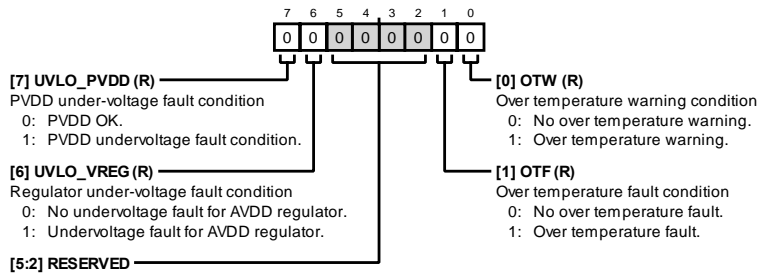 7 6 5 4 3 2 1 0
0 0 0 0 0 0 0 0
[7] UVLO_PVDD (R)
PVDD under-voltage fault condition
0: PVDD OK.
1: PVDD undervoltage fault condition.
[6] UVLO_VREG (R)
Regulator under-voltage fault condition
0: No undervoltage fault for AVDD regulator.
1: Undervoltage fault for AVDD regulator.
[5:2] RESERVED
[0] OTW (R)
Over temperature warning condition
0: No over temperature warning.
1: Over temperature warning.
[1] OTF (R)
Over temperature fault condition
0: No over temperature fault.
1: Over temperature fault.